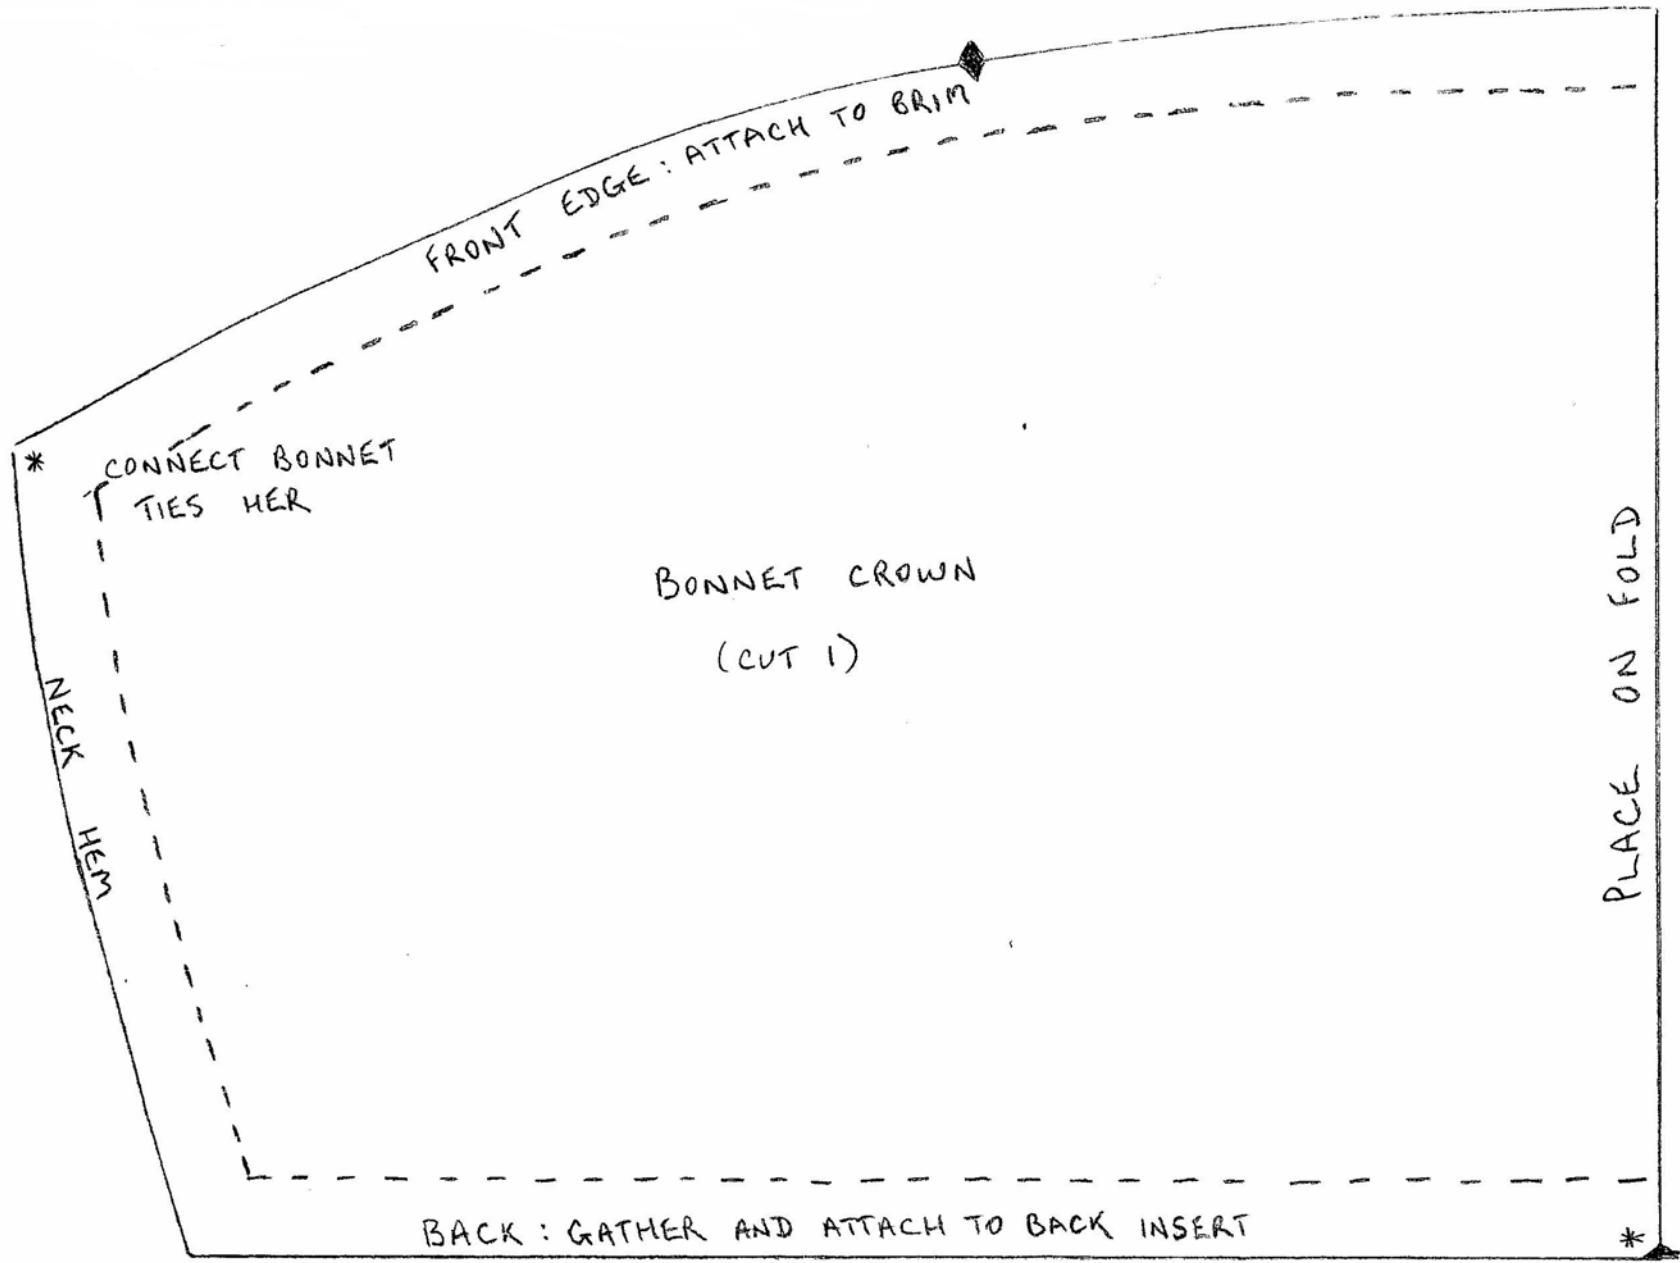 FRONT EDGE: ATTACH TO BRIM
*
CONNECT BONNET
TIES HER
BONNET CROWN
(CUT 1)
PLACE ON FOLD
NECK HEM
BACK: GATHER AND ATTACH TO BACK INSERT
*